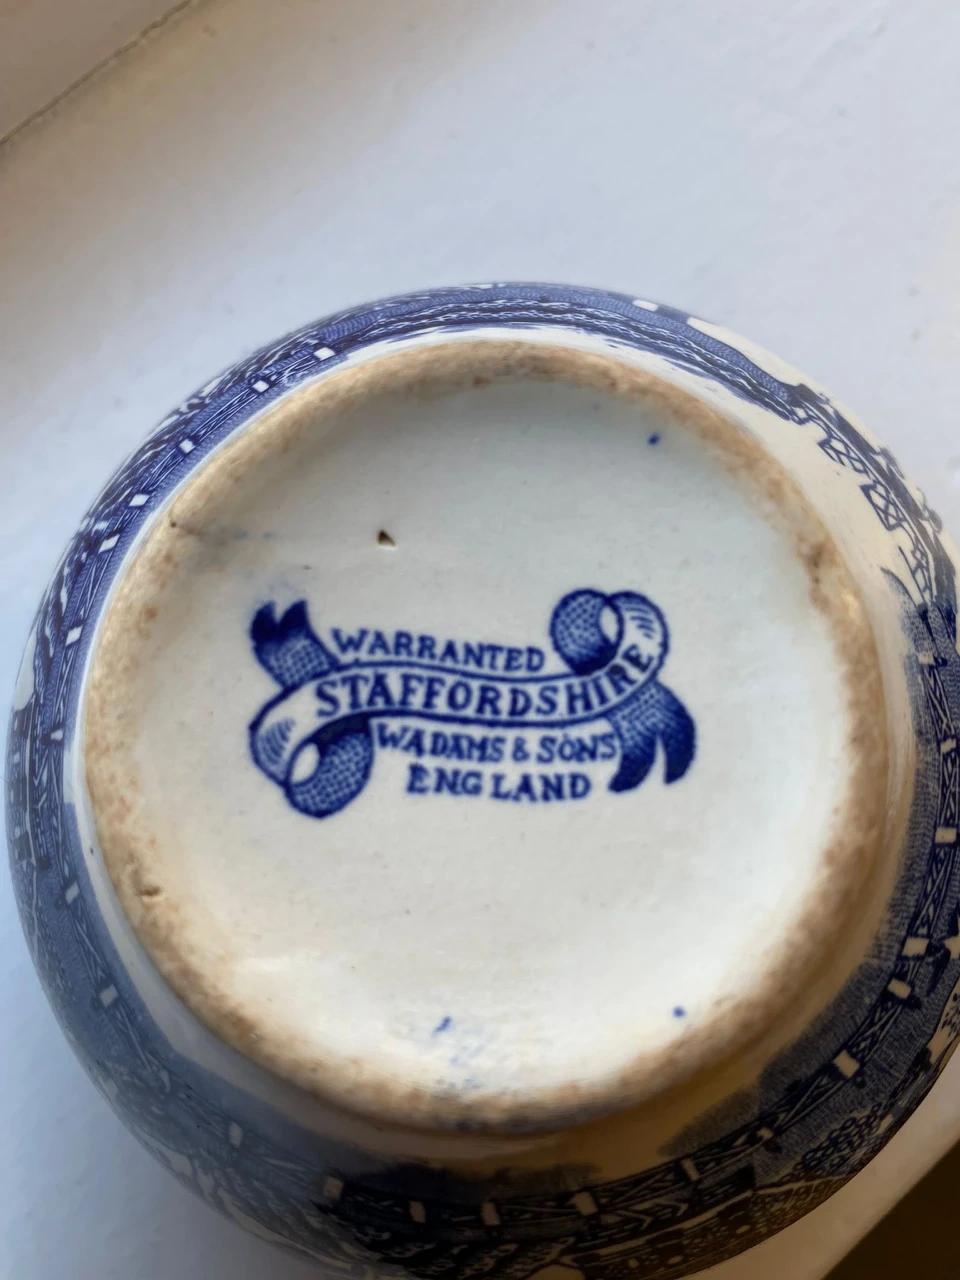 WARRANTED
STAFFORDSHIRE
W.ADAMS & SONS
ENGLAND